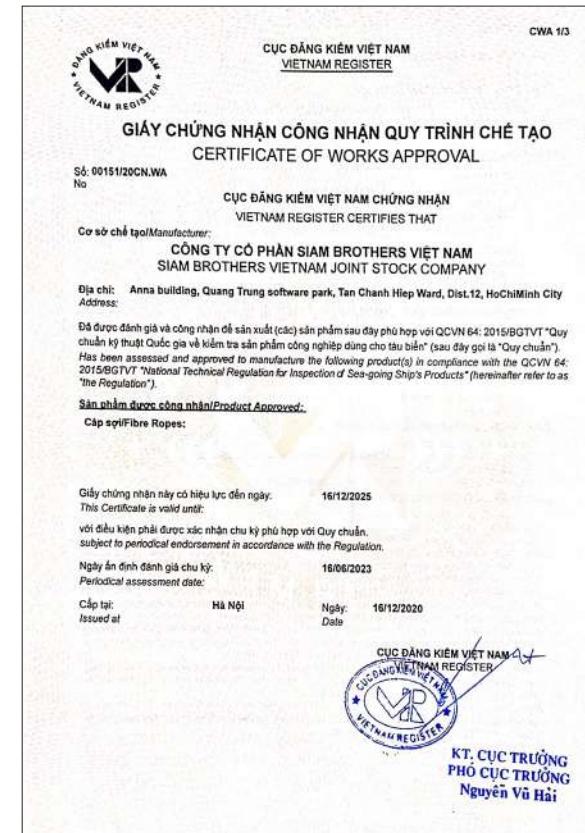 CWA 1/3
ĐĂNG KIỂM VIỆT NAM
VR
VIETNAM REGISTER
CỤC ĐĂNG KIỂM VIỆT NAM
VIETNAM REGISTER
GIẤY CHỨNG NHẬN CÔNG NHẬN QUY TRÌNH CHẾ TẠO
CERTIFICATE OF WORKS APPROVAL
Số: 00151/20CN.WA
No
CỤC ĐĂNG KIỂM VIỆT NAM CHỨNG NHẬN
VIETNAM REGISTER CERTIFIES THAT
Cơ sở chế tạo/Manufacturer:
CÔNG TY CỔ PHẦN SIAM BROTHERS VIỆT NAM
SIAM BROTHERS VIETNAM JOINT STOCK COMPANY
Địa chỉ: Anna building, Quang Trung software park, Tan Chanh Hiep Ward, Dist.12, HoChiMinh City
Address:
Đã được đánh giá và công nhận để sản xuất (các) sản phẩm sau đây phù hợp với QCVN 64: 2015/BGTVT "Quy
chuẩn kỹ thuật Quốc gia về kiểm tra sản phẩm công nghiệp dùng cho tàu biển" (sau đây gọi là "Quy chuẩn").
Has been assessed and approved to manufacture the following product(s) in compliance with the QCVN 64:
2015/BGTVT "National Technical Regulation for Inspection of Sea-going Ship's Products" (hereinafter refer to as
"the Regulation").
Sản phẩm được công nhận/Product Approved:
Cáp sợi/Fibre Ropes:
Giấy chứng nhận này có hiệu lực đến ngày: 16/12/2025
This Certificate is valid until:
với điều kiện phải được xác nhận chu kỳ phù hợp với Quy chuẩn.
subject to periodical endorsement in accordance with the Regulation.
Ngày ấn định đánh giá chu kỳ: 16/06/2023
Periodical assessment date:
Cấp tại: Hà Nội Ngày: 16/12/2020
Issued at Date
CỤC ĐĂNG KIỂM VIỆT NAM
VIETNAM REGISTER
CỤC ĐĂNG KIỂM VIỆT NAM
VR
VIETNAM REGISTER
KT. CỤC TRƯỞNG
PHÓ CỤC TRƯỞNG
Nguyễn Vũ Hải